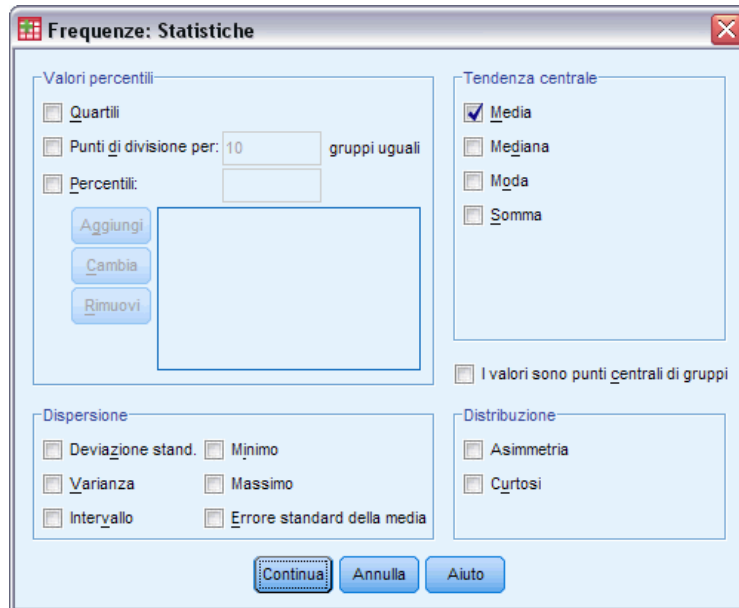 Frequenze: Statistiche
Valori percentili
Quartili
Punti di divisione per: 10 gruppi uguali
Percentili:
Aggiungi
Cambia
Rimuovi
Tendenza centrale
Media
Mediana
Moda
Somma
I valori sono punti centrali di gruppi
Dispersione
Deviazione stand. Minimo
Varianza Massimo
Intervallo Errore standard della media
Distribuzione
Asimmetria
Curtosi
Continua Annulla Aiuto